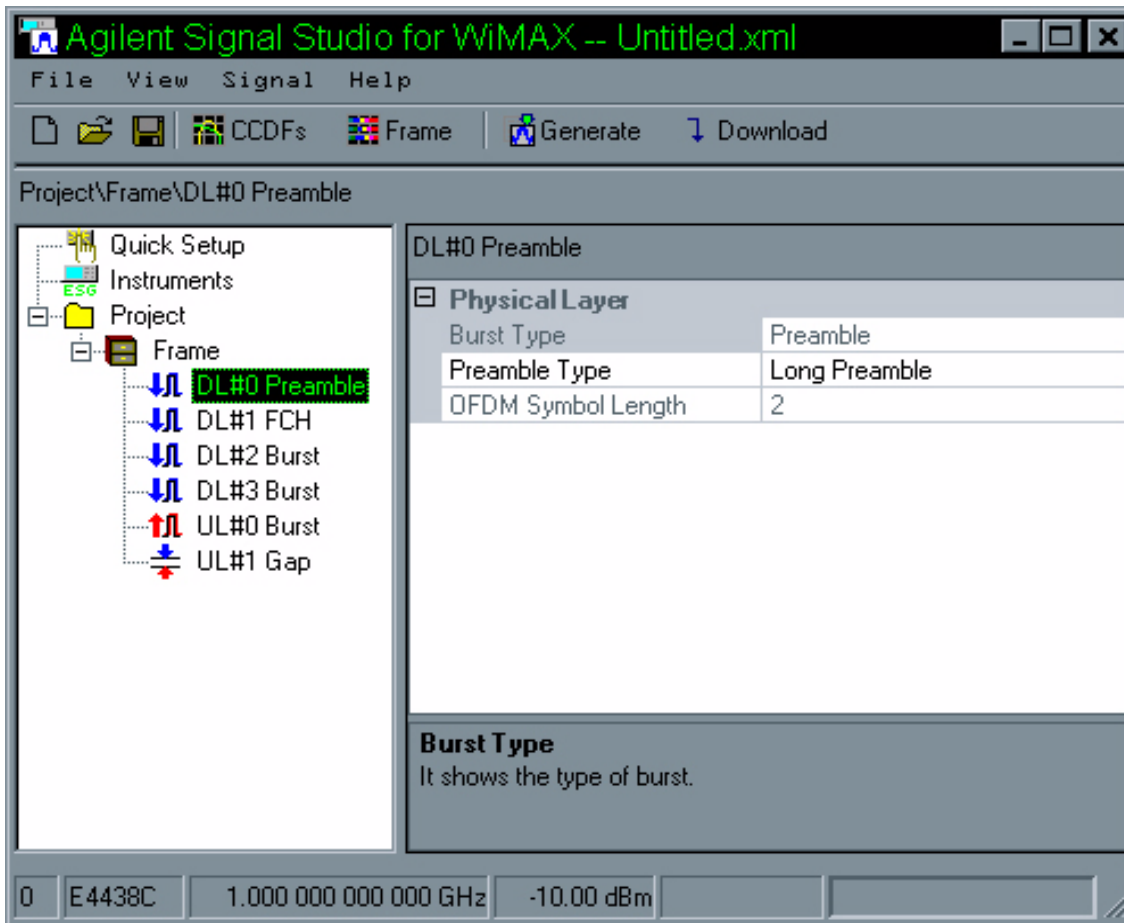 Agilent Signal Studio for WiMAX -- Untitled.xml
File View Signal Help
CCDFs Frame Generate Download
Project\Frame\DL#0 Preamble
Quick Setup
ESG Instruments
Project
Frame
DL#0 Preamble
DL#1 FCH
DL#2 Burst
DL#3 Burst
UL#0 Burst
UL#1 Gap
DL#0 Preamble
Physical Layer
Burst Type Preamble
Preamble Type Long Preamble
OFDM Symbol Length 2
Burst Type
It shows the type of burst.
0 E4438C 1.000 000 000 000 GHz -10.00 dBm